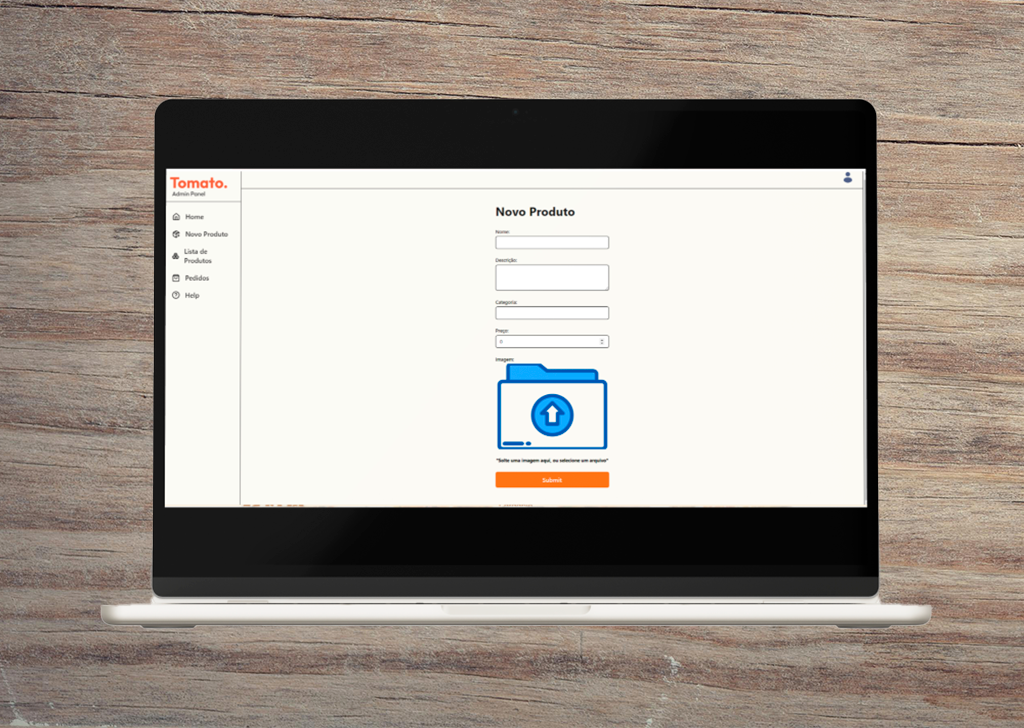 Tomato.
Admin Panel
Home
Novo Produto
Lista de
Produtos
Pedidos
Help
Novo Produto
Nome:
Descrição:
Categoria:
Preço:
0
Imagem:
"Solte uma imagem aqui, ou selecione um arquivo"
Submit